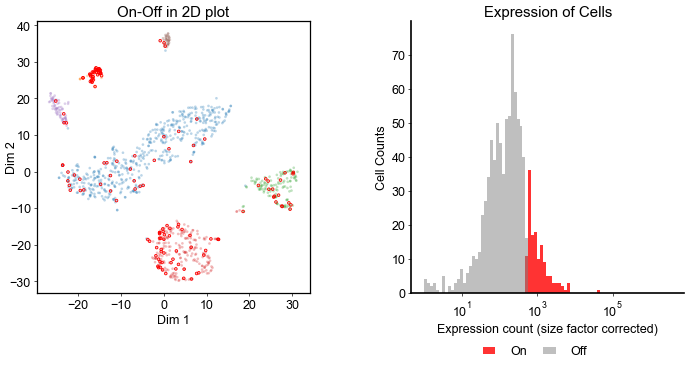 On-Off in 2D plot
Dim 2
40
30
20
10
0
−10
−20
−30
−20 −10 0 10 20 30
Dim 1
Expression of Cells
Cell Counts
70
60
50
40
30
20
10
0
10^1 10^3 10^5
Expression count (size factor corrected)
On Off